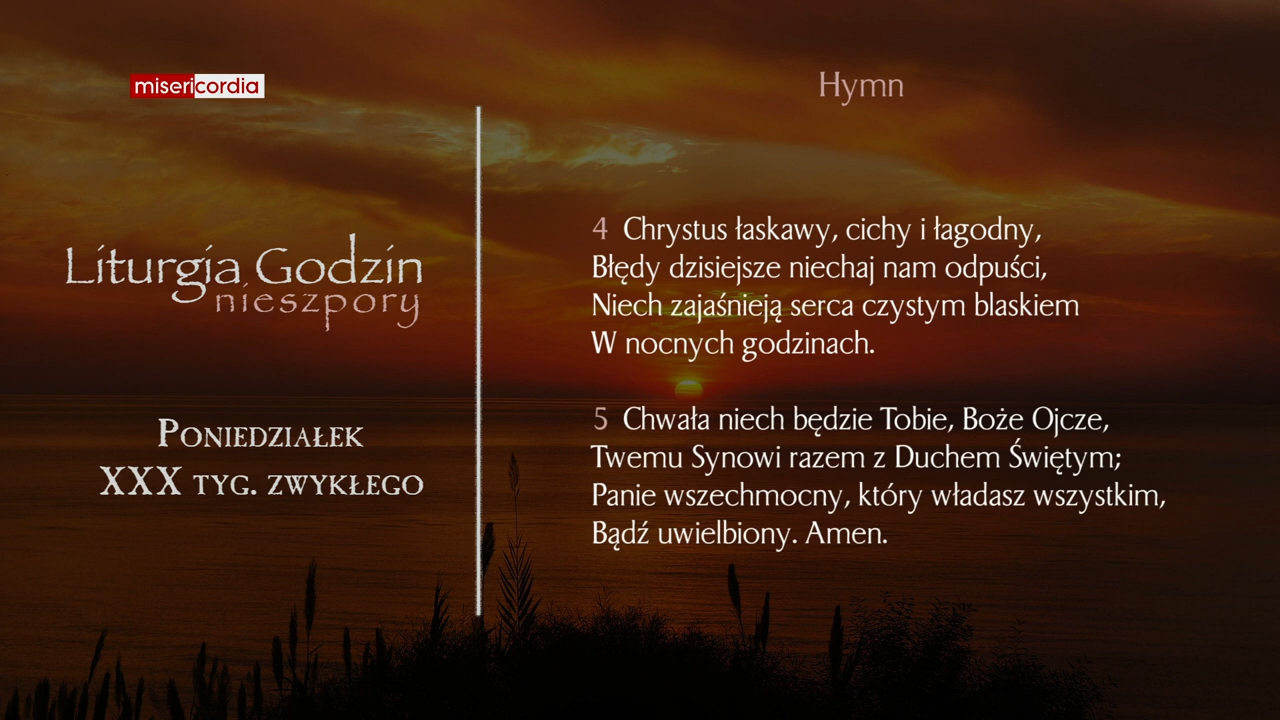 misericordia
Liturgia Godzin
nieszpory
Poniedziałek
XXX tyg. zwykłego
Hymn
4 Chrystus łaskawy, cichy i łagodny,
Błędy dzisiejsze niechaj nam odpuści,
Niech zajaśnieją serca czystym blaskiem
W nocnych godzinach.
5 Chwała niech będzie Tobie, Boże Ojcze,
Twemu Synowi razem z Duchem Świętym;
Panie wszechmocny, który władasz wszystkim,
Bądź uwielbiony. Amen.